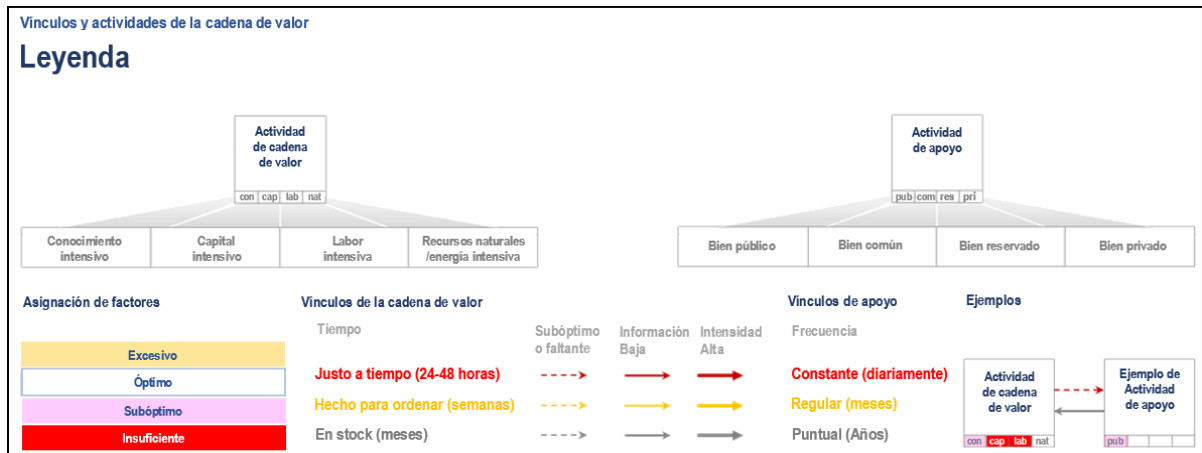 Vínculos y actividades de la cadena de valor
Leyenda
Actividad
de cadena
de valor
con cap lab nat
Actividad
de apoyo
pub com res pri
Conocimiento
intensivo
Capital
intensivo
Labor
intensiva
Recursos naturales
/energía intensiva
Bien público
Bien común
Bien reservado
Bien privado
Asignación de factores
Excesivo
Óptimo
Subóptimo
Insuficiente
Vínculos de la cadena de valor
Tiempo
Subóptimo
o faltante
Información
Baja
Intensidad
Alta
Justo a tiempo (24-48 horas)
Hecho para ordenar (semanas)
En stock (meses)
Vínculos de apoyo
Frecuencia
Constante (diariamente)
Regular (meses)
Puntual (Años)
Ejemplos
Actividad
de cadena
de valor
con cap lab nat
Ejemplo de
Actividad
de apoyo
pub